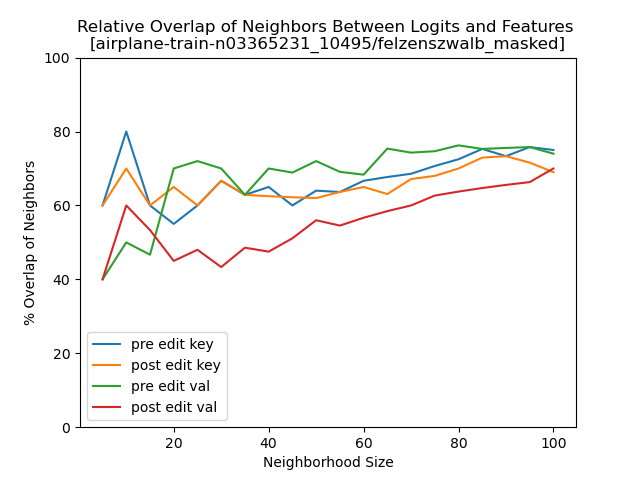 Relative Overlap of Neighbors Between Logits and Features
[airplane-train-n03365231_10495/felzenszwalb_masked]
100
80
60
40
20
0
% Overlap of Neighbors
pre edit key
post edit key
pre edit val
post edit val
20
40
60
80
100
Neighborhood Size